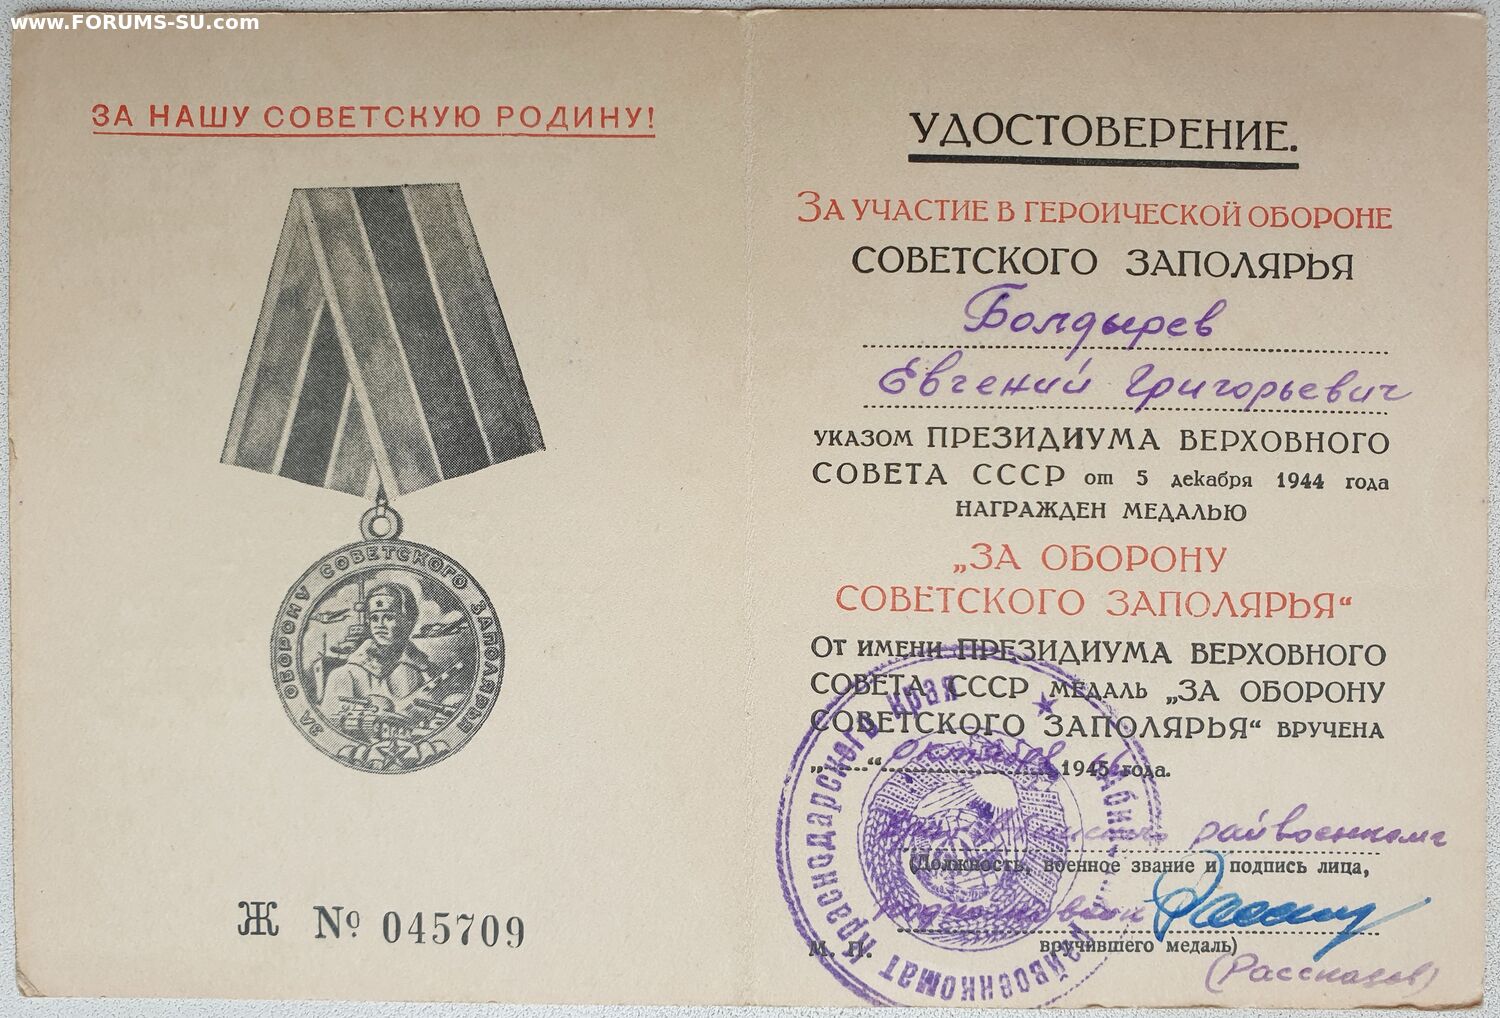 www.FORUMS-SU.com
ЗА НАШУ СОВЕТСКУЮ РОДИНУ!
ЗА ОБОРОНУ СОВЕТСКОГО ЗАПОЛЯРЬЯ
Ж № 045709
УДОСТОВЕРЕНИЕ.
ЗА УЧАСТИЕ В ГЕРОИЧЕСКОЙ ОБОРОНЕ
СОВЕТСКОГО ЗАПОЛЯРЬЯ
Болдырев
Евгений Григорьевич
УКАЗОМ ПРЕЗИДИУМА ВЕРХОВНОГО
СОВЕТА СССР от 5 декабря 1944 года
НАГРАЖДЕН МЕДАЛЬЮ
„ЗА ОБОРОНУ
СОВЕТСКОГО ЗАПОЛЯРЬЯ“
ОТ ИМЕНИ ПРЕЗИДИУМА ВЕРХОВНОГО
СОВЕТА СССР МЕДАЛЬ „ЗА ОБОРОНУ
СОВЕТСКОГО ЗАПОЛЯРЬЯ“ ВРУЧЕНА
„ “ октября года.
райвоенкома
(Должность, военное звание и подпись лица,
подполковник
М. П. вручившего медаль)
(Рассказов)
Райвоенкомат Краснодарского края